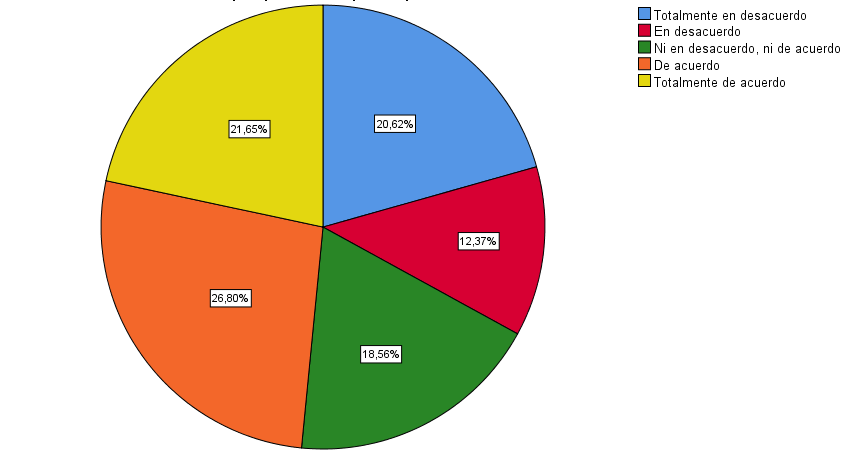 Totalmente en desacuerdo
En desacuerdo
Ni en desacuerdo, ni de acuerdo
De acuerdo
Totalmente de acuerdo
20,62%
12,37%
18,56%
26,80%
21,65%